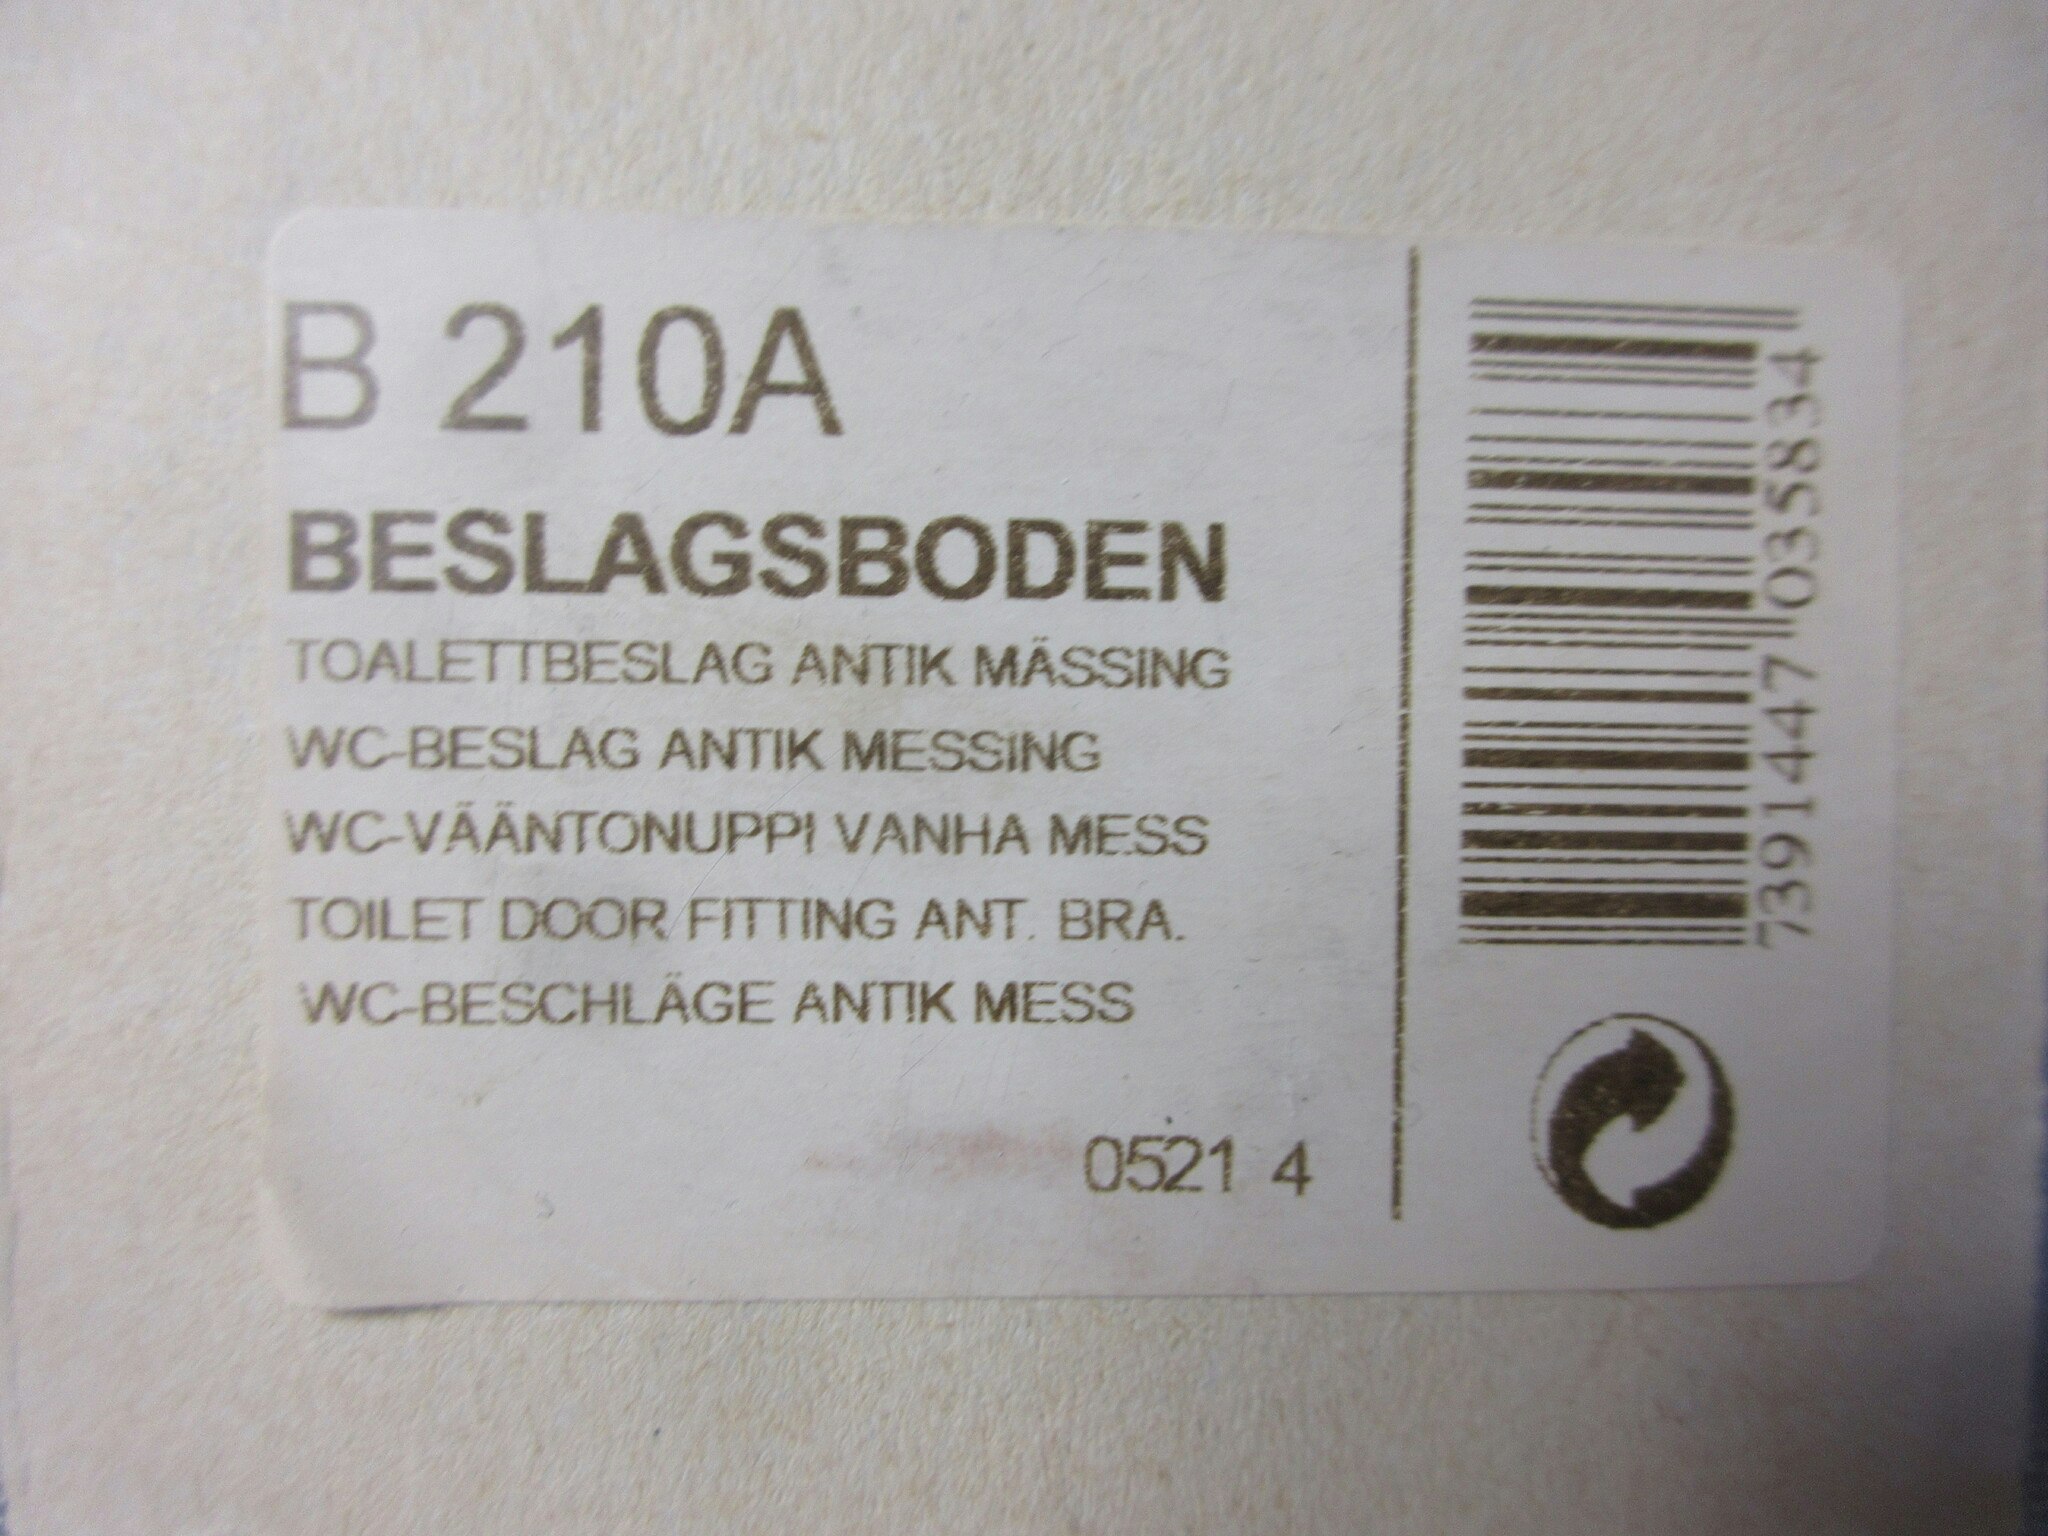 B 210A
BESLAGSBODEN
TOALETTBESLAG ANTIK MÄSSING
WC-BESLAG ANTIK MESSING
WC-VÄÄNTONUPPI VANHA MESS
TOILET DOOR FITTING ANT. BRA.
WC-BESCHLÄGE ANTIK MESS
0521 4
7391447035834